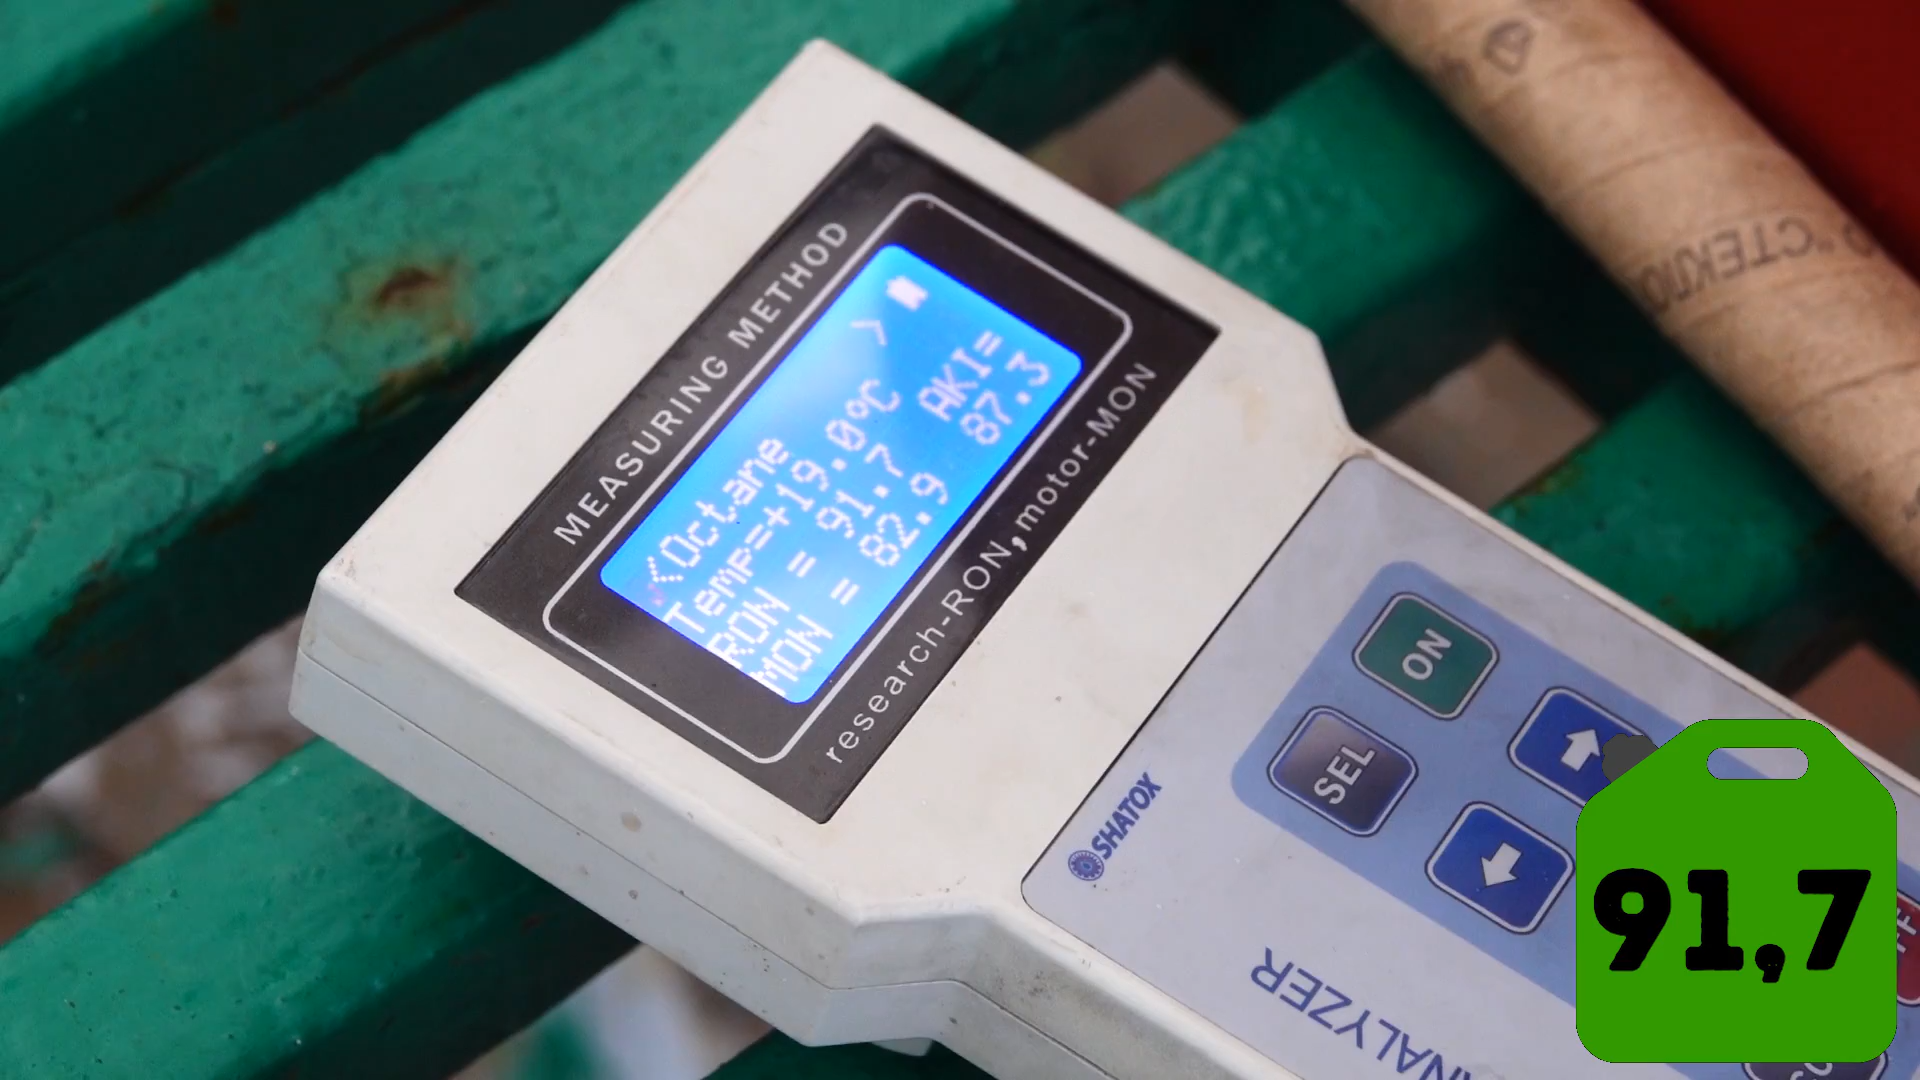 MEASURING METHOD
<Octane >
Temp=+19.0°C
RON = 91.7 AKI=
MON = 82.9 87.3
research-RON,motor-MON
ON
SEL
SHATOX
91,7